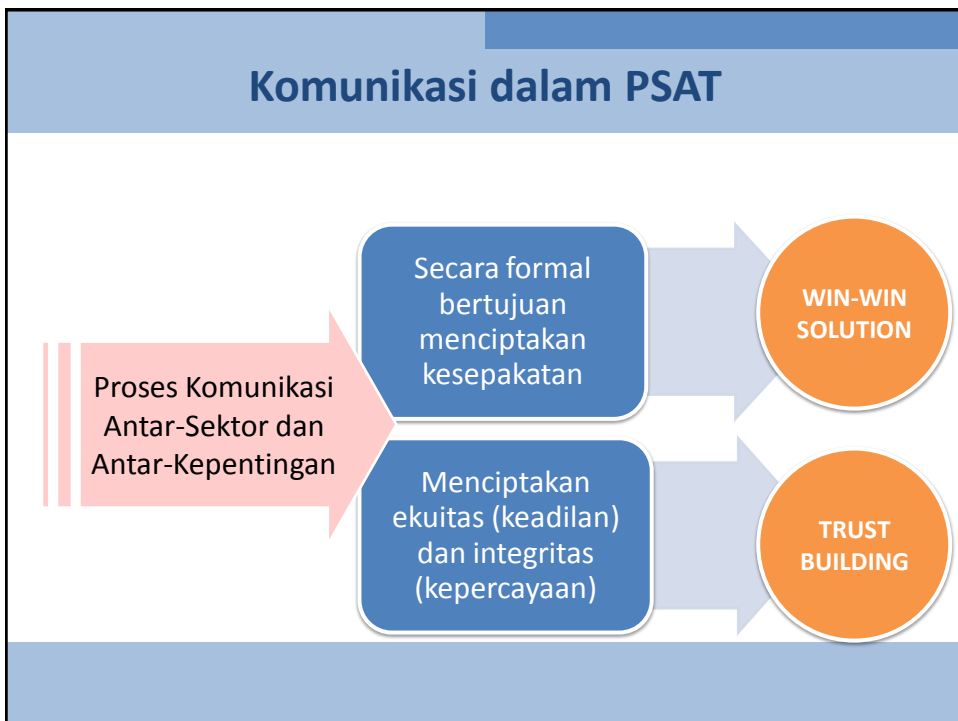 Komunikasi dalam PSAT
Proses Komunikasi
Antar-Sektor dan
Antar-Kepentingan
Secara formal
bertujuan
menciptakan
kesepakatan
WIN-WIN
SOLUTION
Menciptakan
ekuitas (keadilan)
dan integritas
(kepercayaan)
TRUST
BUILDING